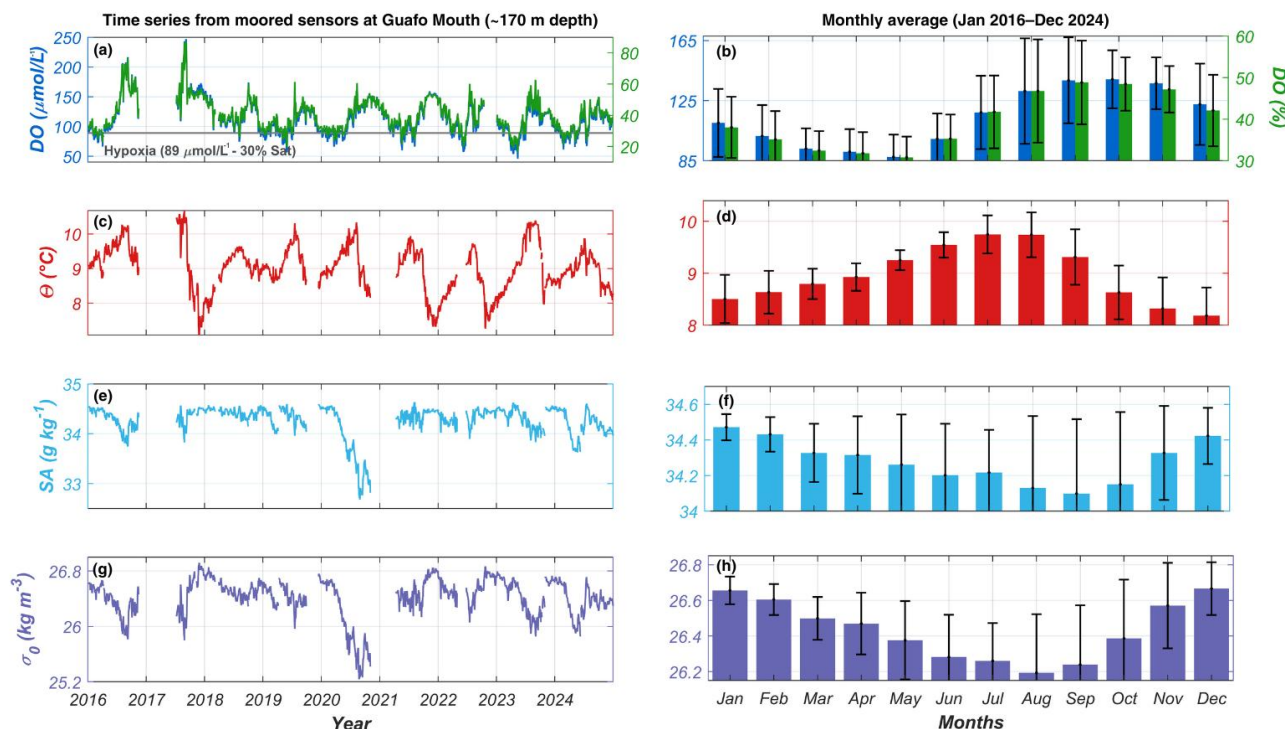 Time series from moored sensors at Guafo Mouth (~170 m depth)
(a)
DO (μmol/L⁻¹)
250
200
150
100
50
80
60
40
20
Hypoxia (89 μmol/L⁻¹ - 30% Sat)
(c)
Θ (°C)
10
9
8
(e)
SA (g kg⁻¹)
35
34
33
(g)
σ₀ (kg m⁻³)
26.8
26
25.2
2016 2017 2018 2019 2020 2021 2022 2023 2024
Year
Monthly average (Jan 2016–Dec 2024)
(b)
165
125
85
60
50
40
30
DO (%)
(d)
10
9
8
(f)
34.6
34.4
34.2
34
(h)
26.8
26.6
26.4
26.2
Jan Feb Mar Apr May Jun Jul Aug Sep Oct Nov Dec
Months